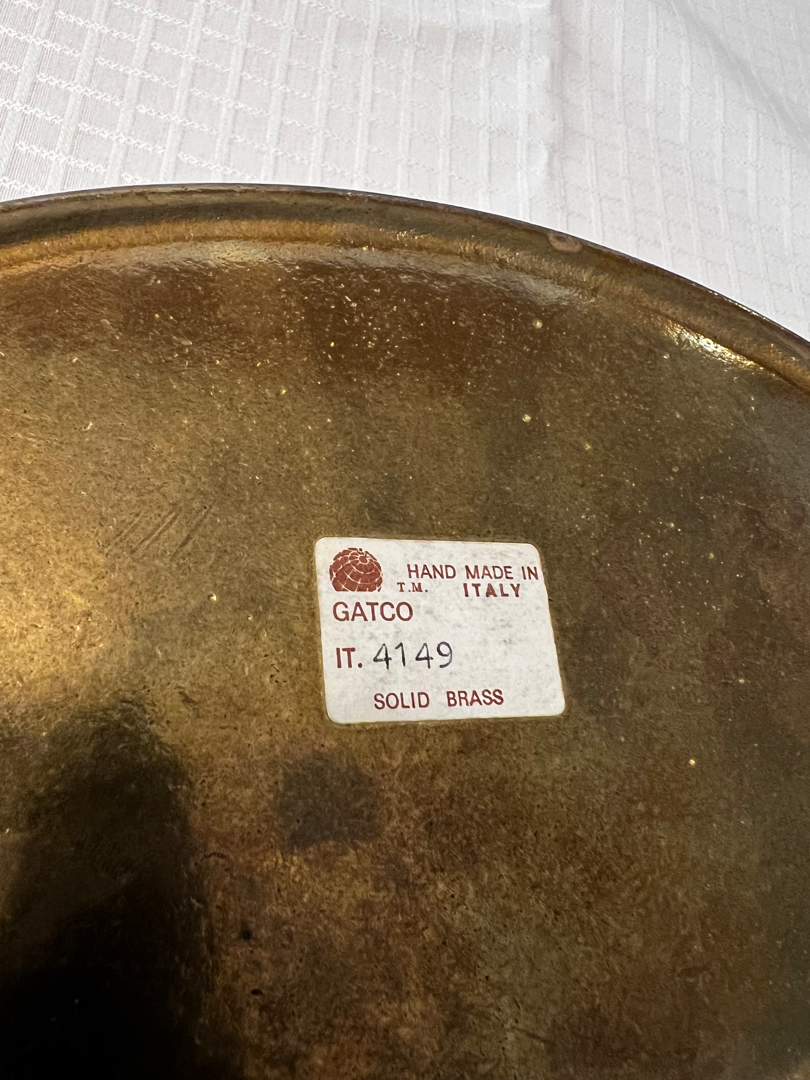 HAND MADE IN
T.M. ITALY
GATCO
IT. 4149
SOLID BRASS